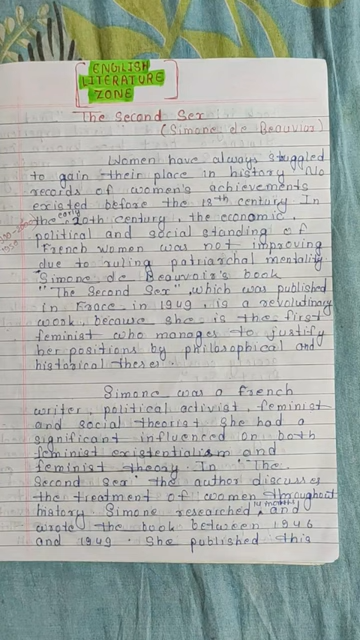 ENGLISH
LITERATURE
ZONE
The Second Sex
(Simone de Beauvior)
Women have always struggled
to gain their place in history. No
records of women's achievements
existed before the 18th century. In
the early 20th century, the economic,
political and social standing of
French women was not improving
due to ruling patriarchal mentality.
Simone de Beauvoir's book
"The Second Sex", which was published
in France in 1949, is a revolutionary
work, because she is the first
feminist who manages to justify
her positions by philosophical and
historical theses.
Simone was a French
writer, political activist, feminist
and social theorist. She had a
significant influenced on both
feminist existentialism and
feminist theory. In "The
Second Sex" the author discusses
the treatment of women throughout
history. Simone researched 14 months and
wrote the book between 1946
and 1949. She published this